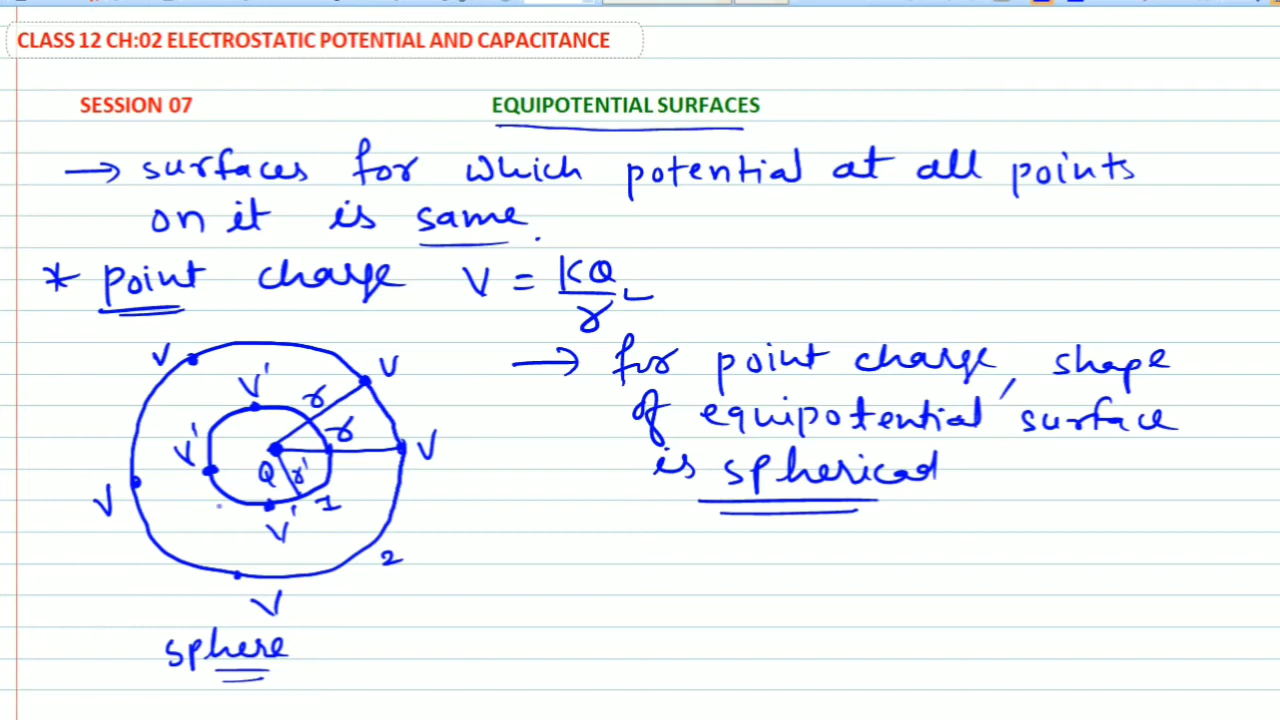 CLASS 12 CH:02 ELECTROSTATIC POTENTIAL AND CAPACITANCE
SESSION 07 EQUIPOTENTIAL SURFACES
→ surfaces for which potential at all points
on it is same.
* point charge V = KQ/r
→ for point charge, shape
of equipotential surface
is spherical
V V
V' r
V' r V
Q r'
V V' 1
2
V
sphere